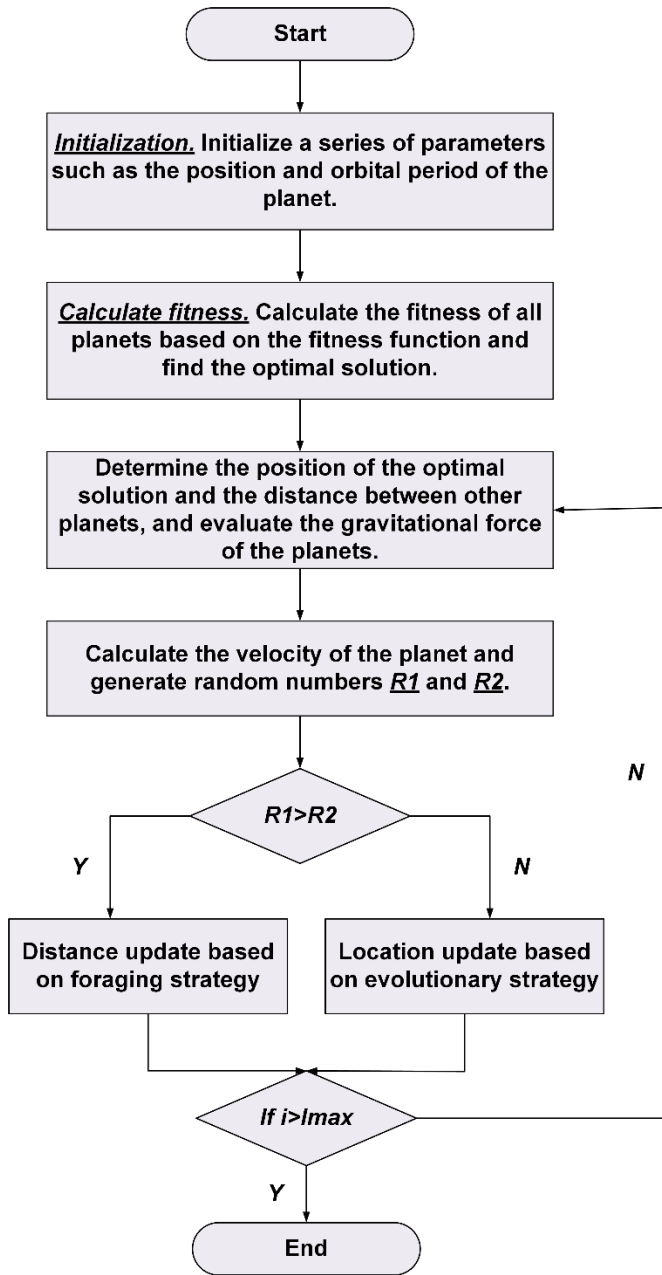 Start
Initialization. Initialize a series of parameters
such as the position and orbital period of the
planet.
Calculate fitness. Calculate the fitness of all
planets based on the fitness function and
find the optimal solution.
Determine the position of the optimal
solution and the distance between other
planets, and evaluate the gravitational force
of the planets.
Calculate the velocity of the planet and
generate random numbers R1 and R2.
N
R1>R2
Y
N
Distance update based
on foraging strategy
Location update based
on evolutionary strategy
If i>Imax
Y
End